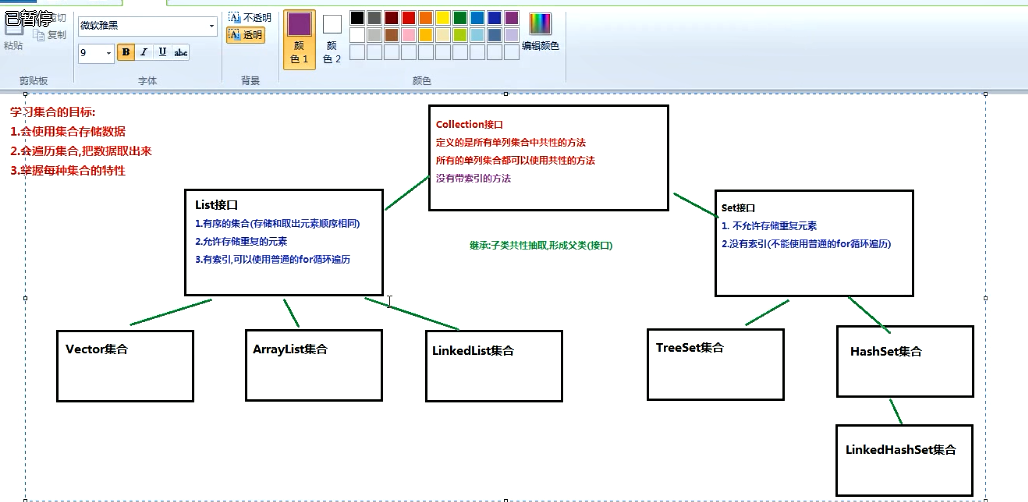 已暂停
剪切
粘贴
复制
剪贴板
微软雅黑
9
B I U abc
字体
不透明
透明
背景
颜
色 1
颜
色 2
编辑颜色
颜色
学习集合的目标:
1.会使用集合存储数据
2.会遍历集合,把数据取出来
3.掌握每种集合的特性
Collection接口
定义的是所有单列集合中共性的方法
所有的单列集合都可以使用共性的方法
没有带索引的方法
List接口
1.有序的集合(存储和取出元素顺序相同)
2.允许存储重复的元素
3.有索引,可以使用普通的for循环遍历
继承:子类共性抽取,形成父类(接口)
Set接口
1. 不允许存储重复元素
2.没有索引(不能使用普通的for循环遍历)
Vector集合
ArrayList集合
LinkedList集合
TreeSet集合
HashSet集合
LinkedHashSet集合